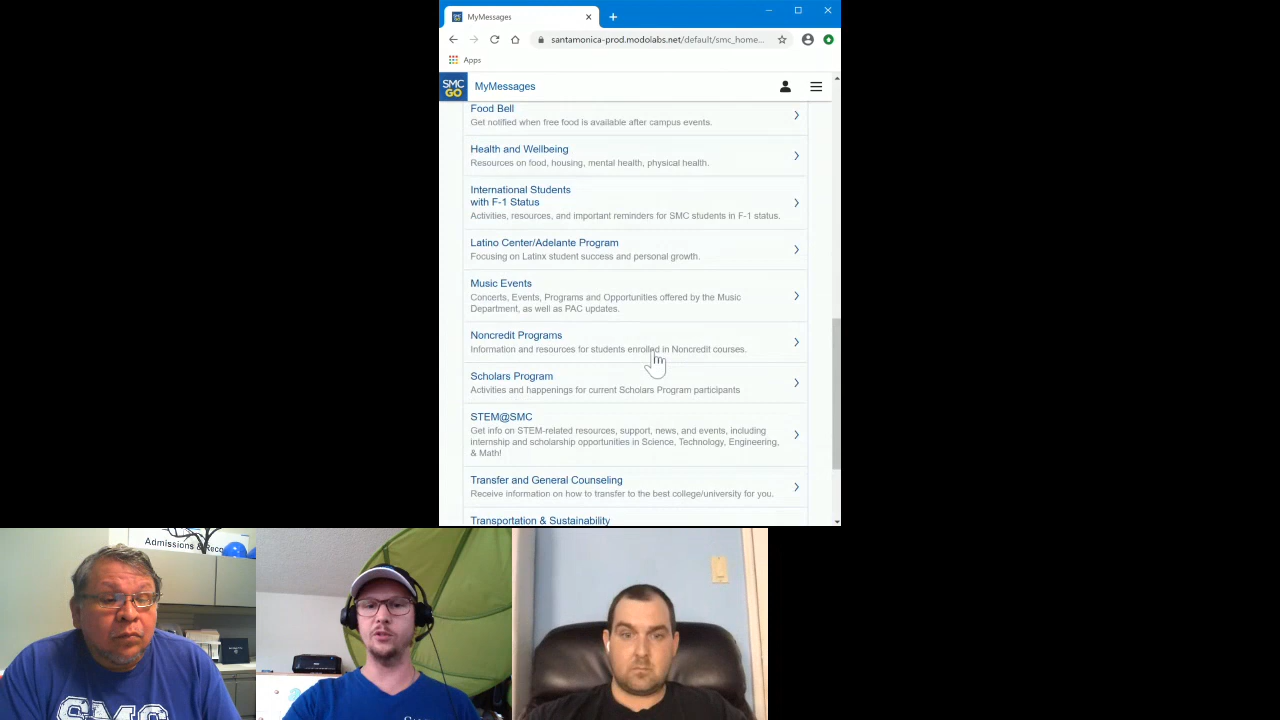 MyMessages
santamonica-prod.modolabs.net/default/smc_home...
Apps
SMC
GO
MyMessages
Food Bell
Get notified when free food is available after campus events.
Health and Wellbeing
Resources on food, housing, mental health, physical health.
International Students
with F-1 Status
Activities, resources, and important reminders for SMC students in F-1 status.
Latino Center/Adelante Program
Focusing on Latinx student success and personal growth.
Music Events
Concerts, Events, Programs and Opportunities offered by the Music
Department, as well as PAC updates.
Noncredit Programs
Information and resources for students enrolled in Noncredit courses.
Scholars Program
Activities and happenings for current Scholars Program participants
STEM@SMC
Get info on STEM-related resources, support, news, and events, including
internship and scholarship opportunities in Science, Technology, Engineering,
& Math!
Transfer and General Counseling
Receive information on how to transfer to the best college/university for you.
Transportation & Sustainability
Admissions & Reco
SMC